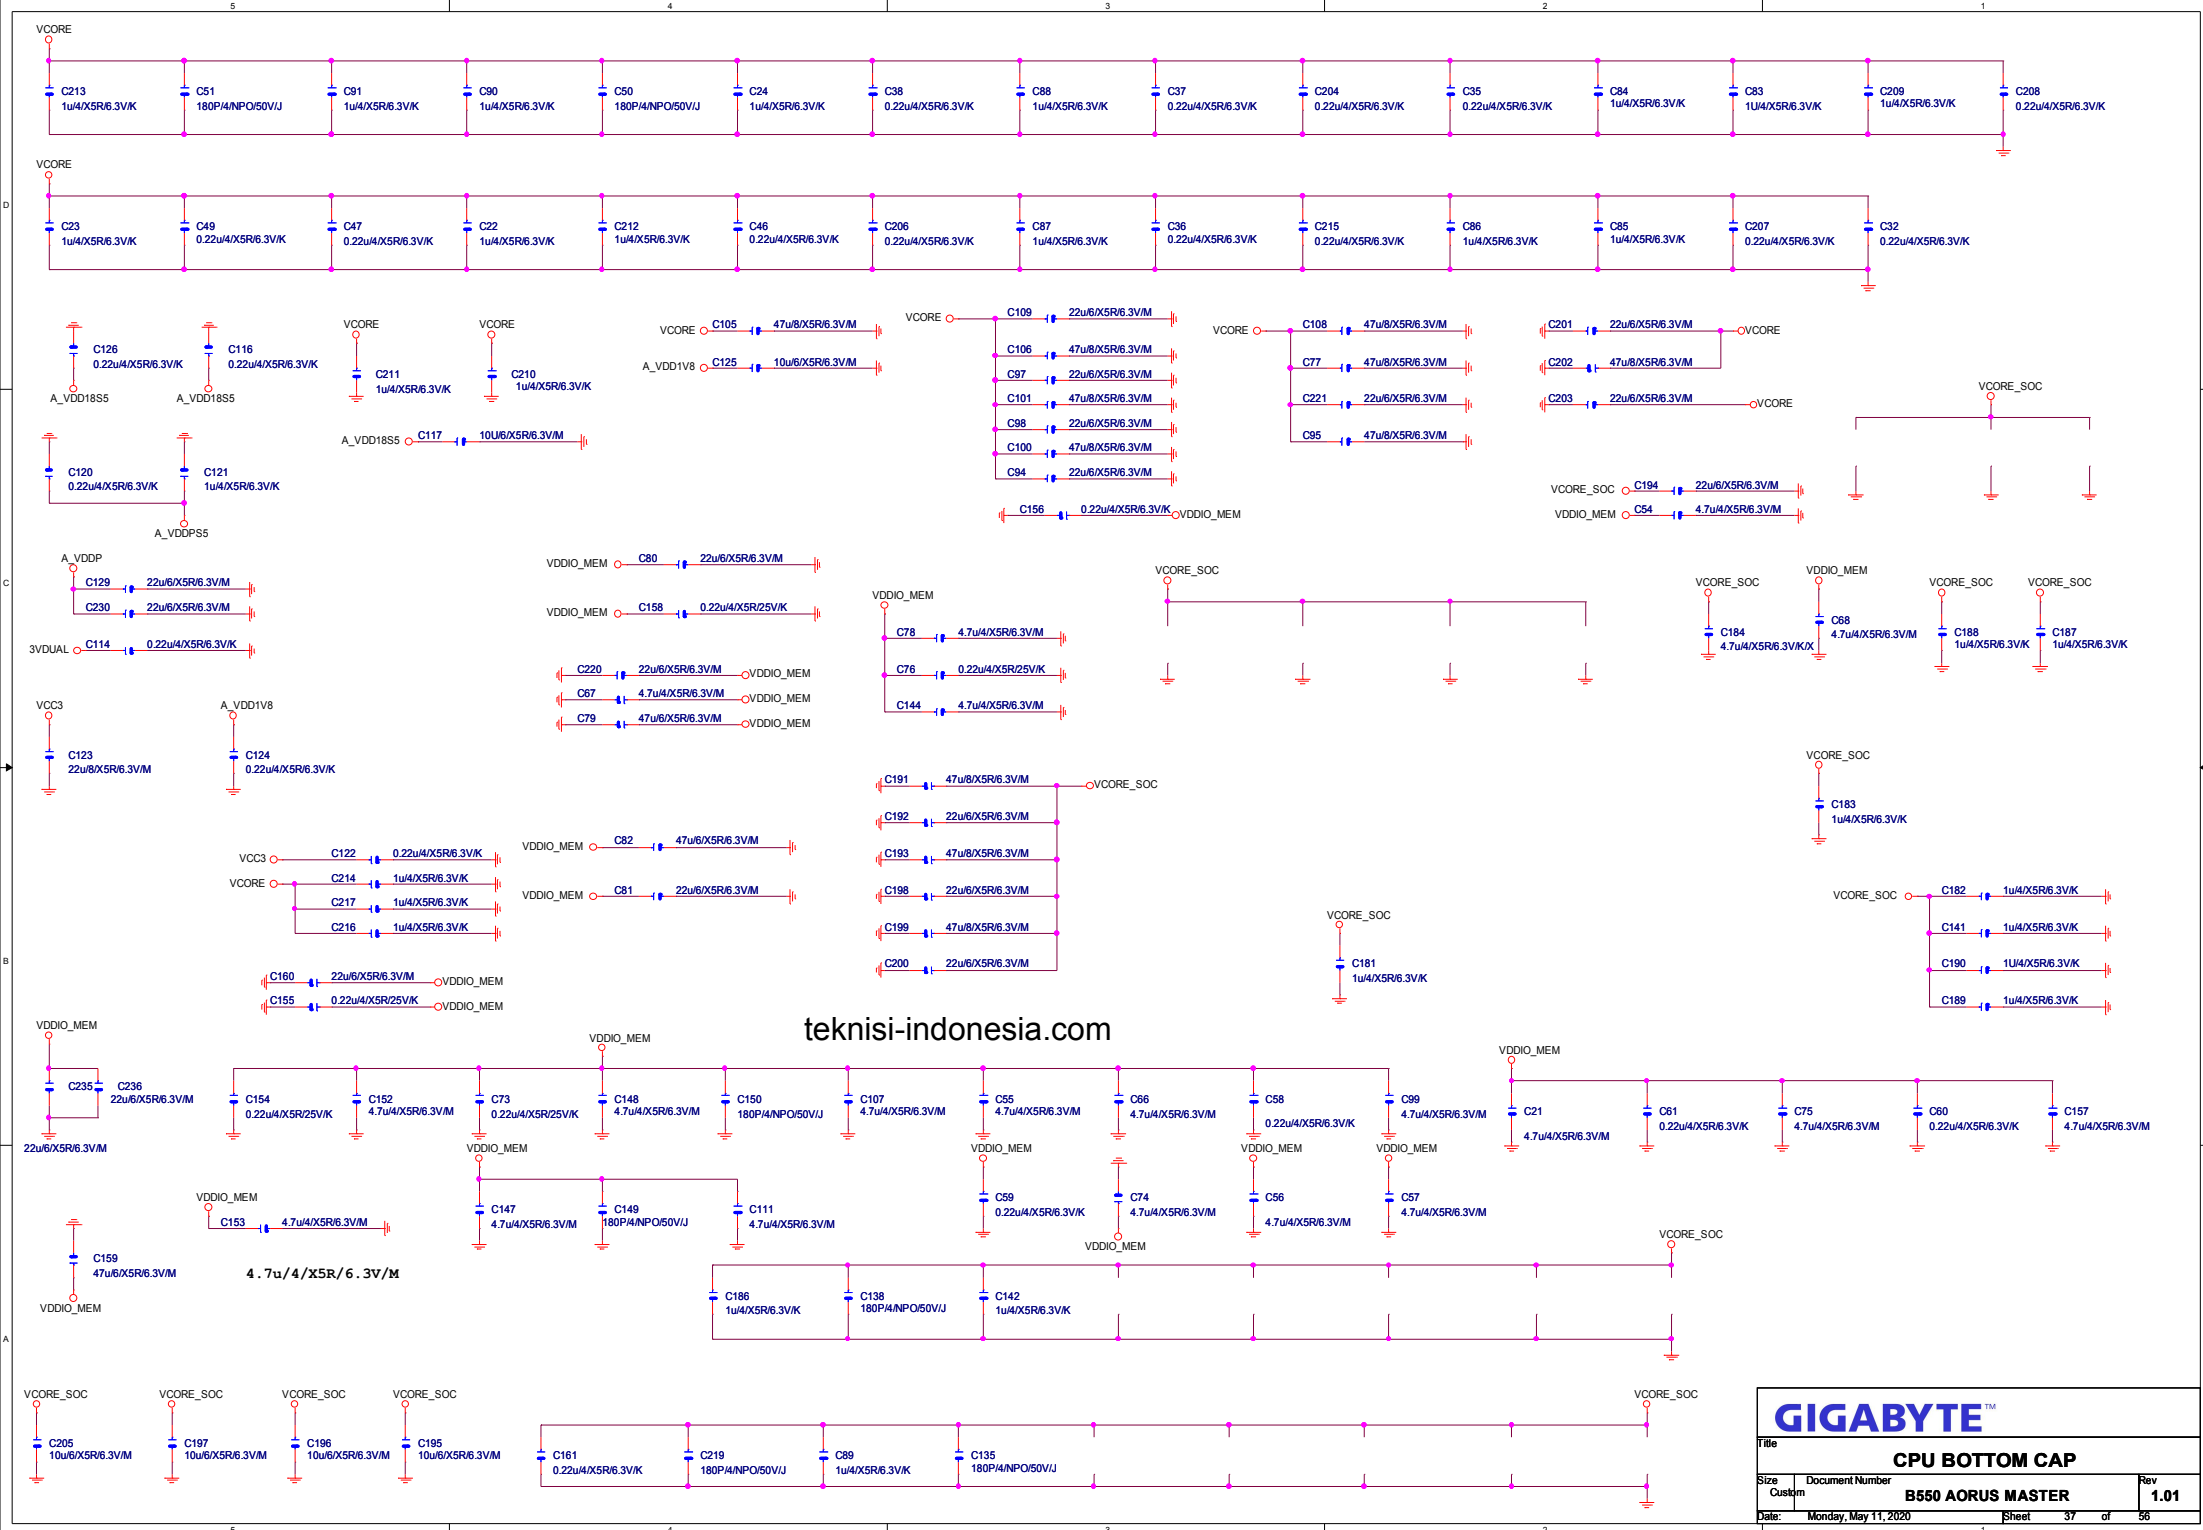 5 4 3 2 1
VCORE
C213 C51 C91 C90 C50 C24 C38 C88 C37 C204 C35 C84 C83 C209 C208
1u/4/X5R/6.3V/K 180P/4/NPO/50V/J 1u/4/X5R/6.3V/K 1u/4/X5R/6.3V/K 180P/4/NPO/50V/J 1u/4/X5R/6.3V/K 0.22u/4/X5R/6.3V/K 1u/4/X5R/6.3V/K 0.22u/4/X5R/6.3V/K 0.22u/4/X5R/6.3V/K 0.22u/4/X5R/6.3V/K 1u/4/X5R/6.3V/K 1U/4/X5R/6.3V/K 1u/4/X5R/6.3V/K 0.22u/4/X5R/6.3V/K
VCORE
D
C23 C49 C47 C22 C212 C46 C206 C87 C36 C215 C86 C85 C207 C32
1u/4/X5R/6.3V/K 0.22u/4/X5R/6.3V/K 0.22u/4/X5R/6.3V/K 1u/4/X5R/6.3V/K 1u/4/X5R/6.3V/K 0.22u/4/X5R/6.3V/K 0.22u/4/X5R/6.3V/K 1u/4/X5R/6.3V/K 0.22u/4/X5R/6.3V/K 0.22u/4/X5R/6.3V/K 1u/4/X5R/6.3V/K 1u/4/X5R/6.3V/K 0.22u/4/X5R/6.3V/K 0.22u/4/X5R/6.3V/K
C126
0.22u/4/X5R/6.3V/K
A_VDD18S5
C116
0.22u/4/X5R/6.3V/K
A_VDD18S5
VCORE
C211
1u/4/X5R/6.3V/K
VCORE
C210
1u/4/X5R/6.3V/K
VCORE C105 47u/8/X5R/6.3V/M
A_VDD1V8 C125 10u/6/X5R/6.3V/M
VCORE C109 22u/6/X5R/6.3V/M
C106 47u/8/X5R/6.3V/M
C97 22u/6/X5R/6.3V/M
C101 47u/8/X5R/6.3V/M
C98 22u/6/X5R/6.3V/M
C100 47u/8/X5R/6.3V/M
C94 22u/6/X5R/6.3V/M
C156 0.22u/4/X5R/6.3V/K VDDIO_MEM
VCORE C108 47u/8/X5R/6.3V/M
C77 47u/8/X5R/6.3V/M
C221 22u/6/X5R/6.3V/M
C95 47u/8/X5R/6.3V/M
C201 22u/6/X5R/6.3V/M VCORE
C202 47u/8/X5R/6.3V/M
C203 22u/6/X5R/6.3V/M VCORE
VCORE_SOC
A_VDD18S5 C117 10U/6/X5R/6.3V/M
C120
0.22u/4/X5R/6.3V/K
C121
1u/4/X5R/6.3V/K
A_VDDPS5
VCORE_SOC C194 22u/6/X5R/6.3V/M
VDDIO_MEM C54 4.7u/4/X5R/6.3V/M
C
A_VDDP
C129 22u/6/X5R/6.3V/M
C230 22u/6/X5R/6.3V/M
3VDUAL C114 0.22u/4/X5R/6.3V/K
VDDIO_MEM C80 22u/6/X5R/6.3V/M
VDDIO_MEM C158 0.22u/4/X5R/25V/K
C220 22u/6/X5R/6.3V/M VDDIO_MEM
C67 4.7u/4/X5R/6.3V/M VDDIO_MEM
C79 47u/6/X5R/6.3V/M VDDIO_MEM
VDDIO_MEM
C78 4.7u/4/X5R/6.3V/M
C76 0.22u/4/X5R/25V/K
C144 4.7u/4/X5R/6.3V/M
VCORE_SOC
VCORE_SOC
C184
4.7u/4/X5R/6.3V/K/X
VDDIO_MEM
C68
4.7u/4/X5R/6.3V/M
VCORE_SOC
C188
1u/4/X5R/6.3V/K
VCORE_SOC
C187
1u/4/X5R/6.3V/K
VCC3
C123
22u/8/X5R/6.3V/M
A_VDD1V8
C124
0.22u/4/X5R/6.3V/K
C191 47u/8/X5R/6.3V/M VCORE_SOC
C192 22u/6/X5R/6.3V/M
C193 47u/8/X5R/6.3V/M
C198 22u/6/X5R/6.3V/M
C199 47u/8/X5R/6.3V/M
C200 22u/6/X5R/6.3V/M
VCORE_SOC
C183
1u/4/X5R/6.3V/K
VCC3 C122 0.22u/4/X5R/6.3V/K
VCORE C214 1u/4/X5R/6.3V/K
C217 1u/4/X5R/6.3V/K
C216 1u/4/X5R/6.3V/K
VDDIO_MEM C82 47u/6/X5R/6.3V/M
VDDIO_MEM C81 22u/6/X5R/6.3V/M
VCORE_SOC
C181
1u/4/X5R/6.3V/K
VCORE_SOC C182 1u/4/X5R/6.3V/K
C141 1u/4/X5R/6.3V/K
C190 1U/4/X5R/6.3V/K
C189 1u/4/X5R/6.3V/K
B
C160 22u/6/X5R/6.3V/M VDDIO_MEM
C155 0.22u/4/X5R/25V/K VDDIO_MEM
teknisi-indonesia.com
VDDIO_MEM
C235 C236
22u/6/X5R/6.3V/M
22u/6/X5R/6.3V/M
VDDIO_MEM
C154 C152 C73 C148 C150 C107 C55 C66 C58 C99
0.22u/4/X5R/25V/K 4.7u/4/X5R/6.3V/M 0.22u/4/X5R/25V/K 4.7u/4/X5R/6.3V/M 180P/4/NPO/50V/J 4.7u/4/X5R/6.3V/M 4.7u/4/X5R/6.3V/M 4.7u/4/X5R/6.3V/M 0.22u/4/X5R/6.3V/K 4.7u/4/X5R/6.3V/M
VDDIO_MEM
C21 C61 C75 C60 C157
4.7u/4/X5R/6.3V/M 0.22u/4/X5R/6.3V/K 4.7u/4/X5R/6.3V/M 0.22u/4/X5R/6.3V/K 4.7u/4/X5R/6.3V/M
VDDIO_MEM
C153 4.7u/4/X5R/6.3V/M
VDDIO_MEM
C147 C149 C111
4.7u/4/X5R/6.3V/M 180P/4/NPO/50V/J 4.7u/4/X5R/6.3V/M
VDDIO_MEM
C59
0.22u/4/X5R/6.3V/K
C74
4.7u/4/X5R/6.3V/M
VDDIO_MEM
VDDIO_MEM
C56
4.7u/4/X5R/6.3V/M
VDDIO_MEM
C57
4.7u/4/X5R/6.3V/M
C159
47u/6/X5R/6.3V/M
VDDIO_MEM
4.7u/4/X5R/6.3V/M
VCORE_SOC
C186 C138 C142
1u/4/X5R/6.3V/K 180P/4/NPO/50V/J 1u/4/X5R/6.3V/K
A
VCORE_SOC VCORE_SOC VCORE_SOC VCORE_SOC
C205 C197 C196 C195
10u/6/X5R/6.3V/M 10u/6/X5R/6.3V/M 10u/6/X5R/6.3V/M 10u/6/X5R/6.3V/M
VCORE_SOC
C161 C219 C89 C135
0.22u/4/X5R/6.3V/K 180P/4/NPO/50V/J 1u/4/X5R/6.3V/K 180P/4/NPO/50V/J
GIGABYTE™
Title
CPU BOTTOM CAP
Size Document Number Rev
Custom B550 AORUS MASTER 1.01
Date: Monday, May 11, 2020 Sheet 37 of 56
5 4 3 2 1